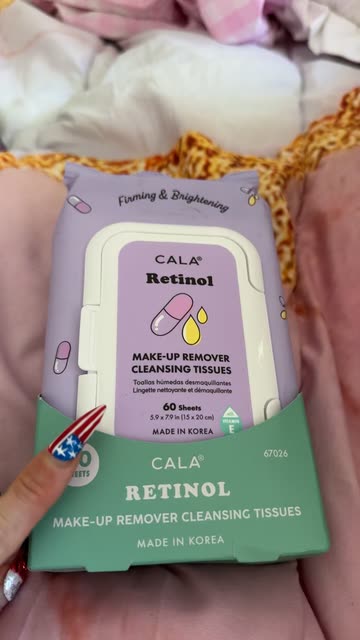 Firming & Brightening
CALA®
Retinol
MAKE-UP REMOVER
CLEANSING TISSUES
Toallas húmedas desmaquillantes
Lingette nettoyante et démaquillante
60 Sheets
5.9 x 7.9 in (15 x 20 cm)
MADE IN KOREA
VITAMIN
E
CALA®
67026
RETINOL
MAKE-UP REMOVER CLEANSING TISSUES
MADE IN KOREA